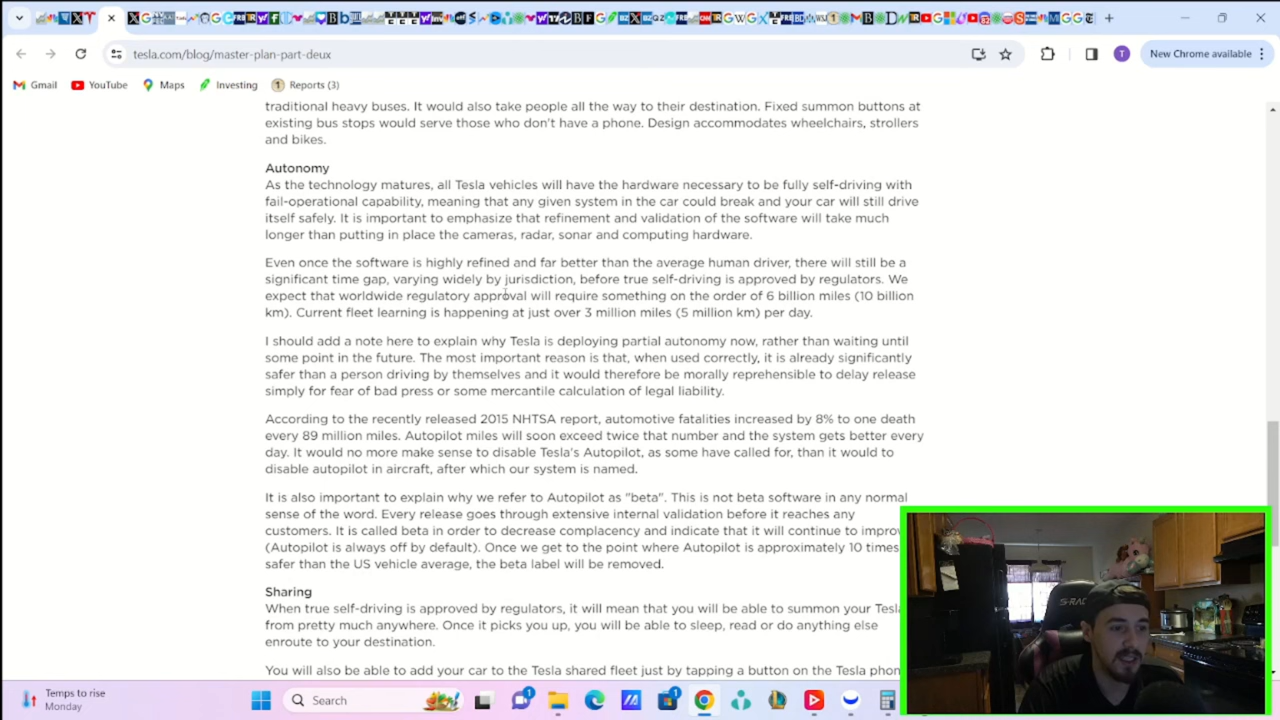 tesla.com/blog/master-plan-part-deux
T
New Chrome available
Gmail
YouTube
Maps
Investing
Reports (3)
traditional heavy buses. It would also take people all the way to their destination. Fixed summon buttons at
existing bus stops would serve those who don't have a phone. Design accommodates wheelchairs, strollers
and bikes.
Autonomy
As the technology matures, all Tesla vehicles will have the hardware necessary to be fully self-driving with
fail-operational capability, meaning that any given system in the car could break and your car will still drive
itself safely. It is important to emphasize that refinement and validation of the software will take much
longer than putting in place the cameras, radar, sonar and computing hardware.
Even once the software is highly refined and far better than the average human driver, there will still be a
significant time gap, varying widely by jurisdiction, before true self-driving is approved by regulators. We
expect that worldwide regulatory approval will require something on the order of 6 billion miles (10 billion
km). Current fleet learning is happening at just over 3 million miles (5 million km) per day.
I should add a note here to explain why Tesla is deploying partial autonomy now, rather than waiting until
some point in the future. The most important reason is that, when used correctly, it is already significantly
safer than a person driving by themselves and it would therefore be morally reprehensible to delay release
simply for fear of bad press or some mercantile calculation of legal liability.
According to the recently released 2015 NHTSA report, automotive fatalities increased by 8% to one death
every 89 million miles. Autopilot miles will soon exceed twice that number and the system gets better every
day. It would no more make sense to disable Tesla's Autopilot, as some have called for, than it would to
disable autopilot in aircraft, after which our system is named.
It is also important to explain why we refer to Autopilot as "beta". This is not beta software in any normal
sense of the word. Every release goes through extensive internal validation before it reaches any
customers. It is called beta in order to decrease complacency and indicate that it will continue to improv
(Autopilot is always off by default). Once we get to the point where Autopilot is approximately 10 times
safer than the US vehicle average, the beta label will be removed.
Sharing
When true self-driving is approved by regulators, it will mean that you will be able to summon your Tesl
from pretty much anywhere. Once it picks you up, you will be able to sleep, read or do anything else
enroute to your destination.
You will also be able to add your car to the Tesla shared fleet just by tapping a button on the Tesla phon
S-RAC
Temps to rise
Monday
Search
1
1